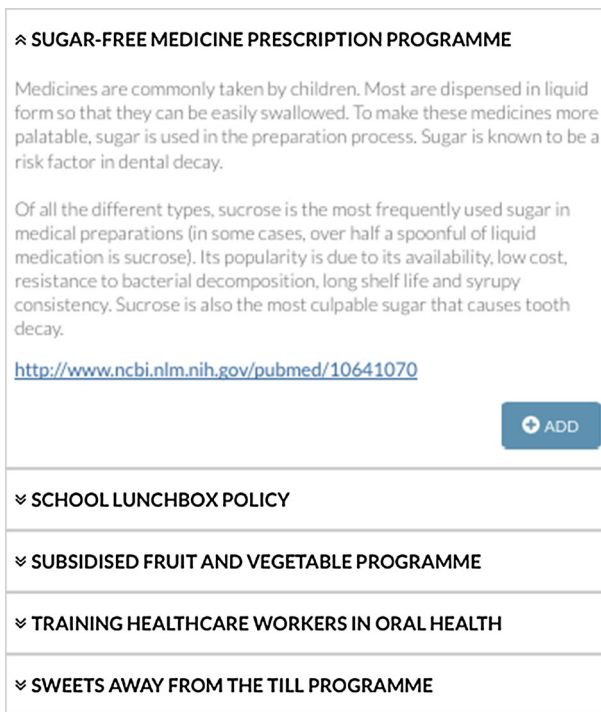 SUGAR-FREE MEDICINE PRESCRIPTION PROGRAMME
Medicines are commonly taken by children. Most are dispensed in liquid
form so that they can be easily swallowed. To make these medicines more
palatable, sugar is used in the preparation process. Sugar is known to be a
risk factor in dental decay.
Of all the different types, sucrose is the most frequently used sugar in
medical preparations (in some cases, over half a spoonful of liquid
medication is sucrose). Its popularity is due to its availability, low cost,
resistance to bacterial decomposition, long shelf life and syrupy
consistency. Sucrose is also the most culpable sugar that causes tooth
decay.
http://www.ncbi.nlm.nih.gov/pubmed/10641070
ADD
SCHOOL LUNCHBOX POLICY
SUBSIDISED FRUIT AND VEGETABLE PROGRAMME
TRAINING HEALTHCARE WORKERS IN ORAL HEALTH
SWEETS AWAY FROM THE TILL PROGRAMME